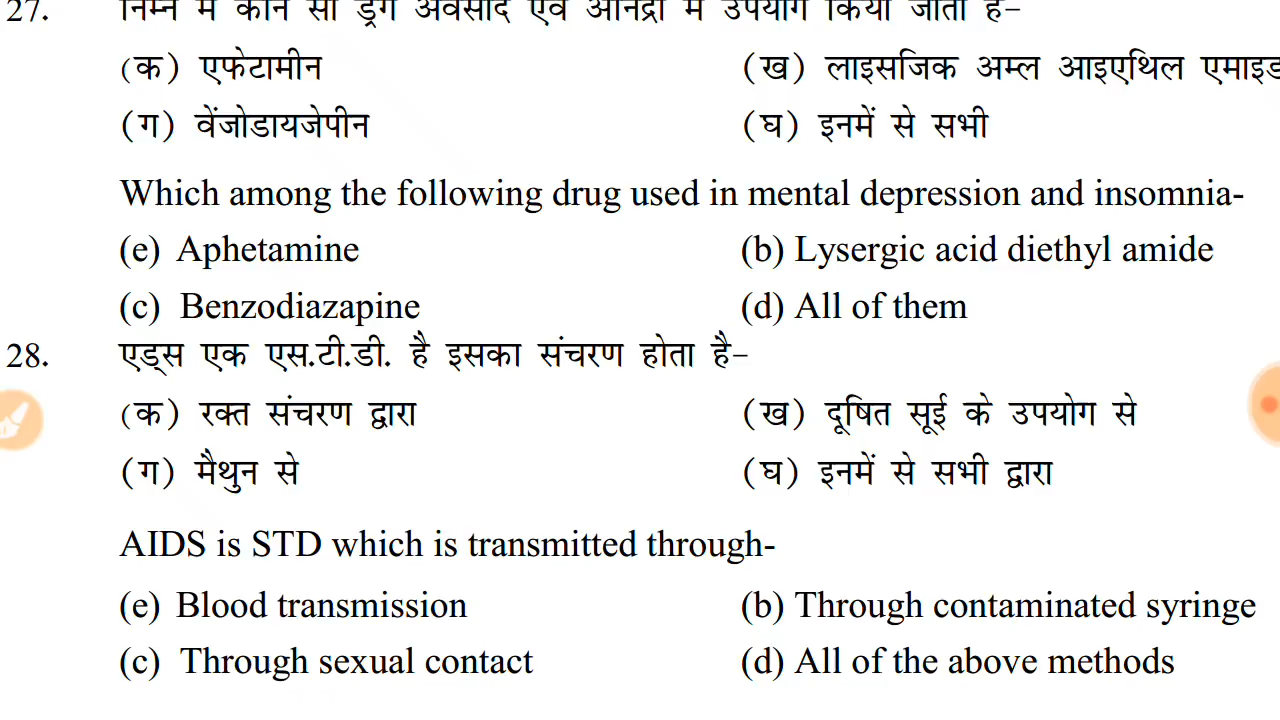 27. निम्न में कौन सा ड्रग अवसाद एवं अनिद्रा में उपयोग किया जाता है–
(क) एफेटामीन (ख) लाइसजिक अम्ल आइएथिल एमाइड
(ग) वेंजोडायजेपीन (घ) इनमें से सभी
Which among the following drug used in mental depression and insomnia-
(e) Aphetamine (b) Lysergic acid diethyl amide
(c) Benzodiazapine (d) All of them
28. एड्स एक एस.टी.डी. है इसका संचरण होता है–
(क) रक्त संचरण द्वारा (ख) दूषित सूई के उपयोग से
(ग) मैथुन से (घ) इनमें से सभी द्वारा
AIDS is STD which is transmitted through-
(e) Blood transmission (b) Through contaminated syringe
(c) Through sexual contact (d) All of the above methods